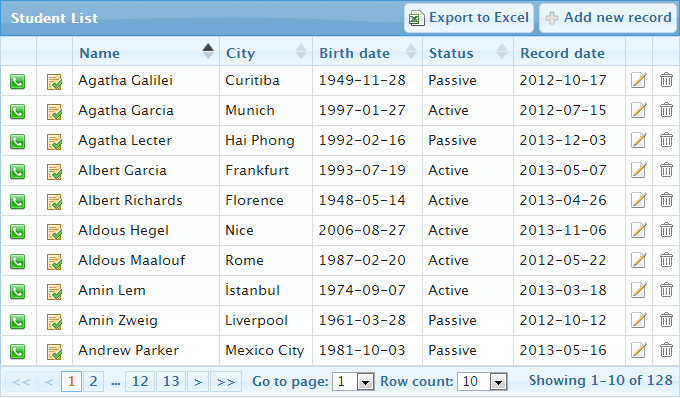 Student List Export to Excel Add new record
Name City Birth date Status Record date
Agatha Galilei Curitiba 1949-11-28 Passive 2012-10-17
Agatha Garcia Munich 1997-01-27 Active 2012-07-15
Agatha Lecter Hai Phong 1992-02-16 Passive 2013-12-03
Albert Garcia Frankfurt 1993-07-19 Active 2013-05-07
Albert Richards Florence 1948-05-14 Active 2013-04-26
Aldous Hegel Nice 2006-08-27 Active 2013-11-06
Aldous Maalouf Rome 1987-02-20 Active 2012-05-22
Amin Lem İstanbul 1974-09-07 Active 2013-03-18
Amin Zweig Liverpool 1961-03-28 Passive 2012-10-12
Andrew Parker Mexico City 1981-10-03 Passive 2013-05-16
<< < 1 2 ... 12 13 > >> Go to page: 1 Row count: 10 Showing 1-10 of 128